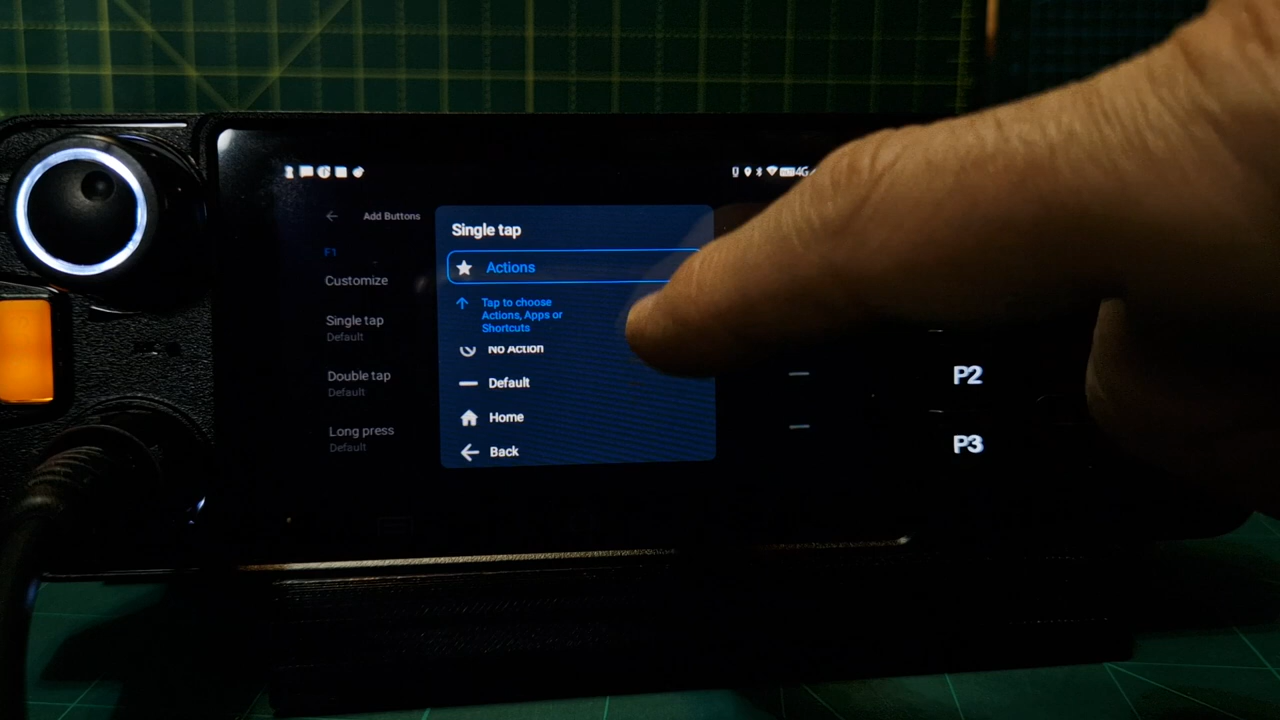 4G
Add Buttons
F1
Customize
Single tap
Default
Double tap
Default
Long press
Default
Single tap
Actions
Tap to choose
Actions, Apps or
Shortcuts
No Action
Default
Home
Back
P2
P3